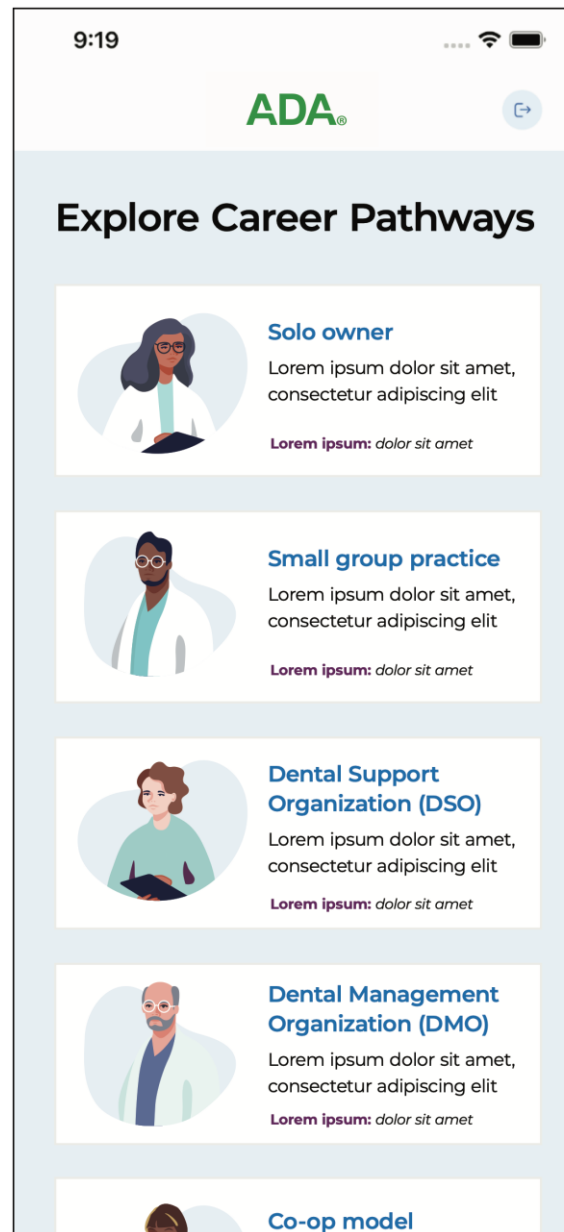 9:19
ADA®
Explore Career Pathways
Solo owner
Lorem ipsum dolor sit amet,
consectetur adipiscing elit
Lorem ipsum: dolor sit amet
Small group practice
Lorem ipsum dolor sit amet,
consectetur adipiscing elit
Lorem ipsum: dolor sit amet
Dental Support
Organization (DSO)
Lorem ipsum dolor sit amet,
consectetur adipiscing elit
Lorem ipsum: dolor sit amet
Dental Management
Organization (DMO)
Lorem ipsum dolor sit amet,
consectetur adipiscing elit
Lorem ipsum: dolor sit amet
Co-op model